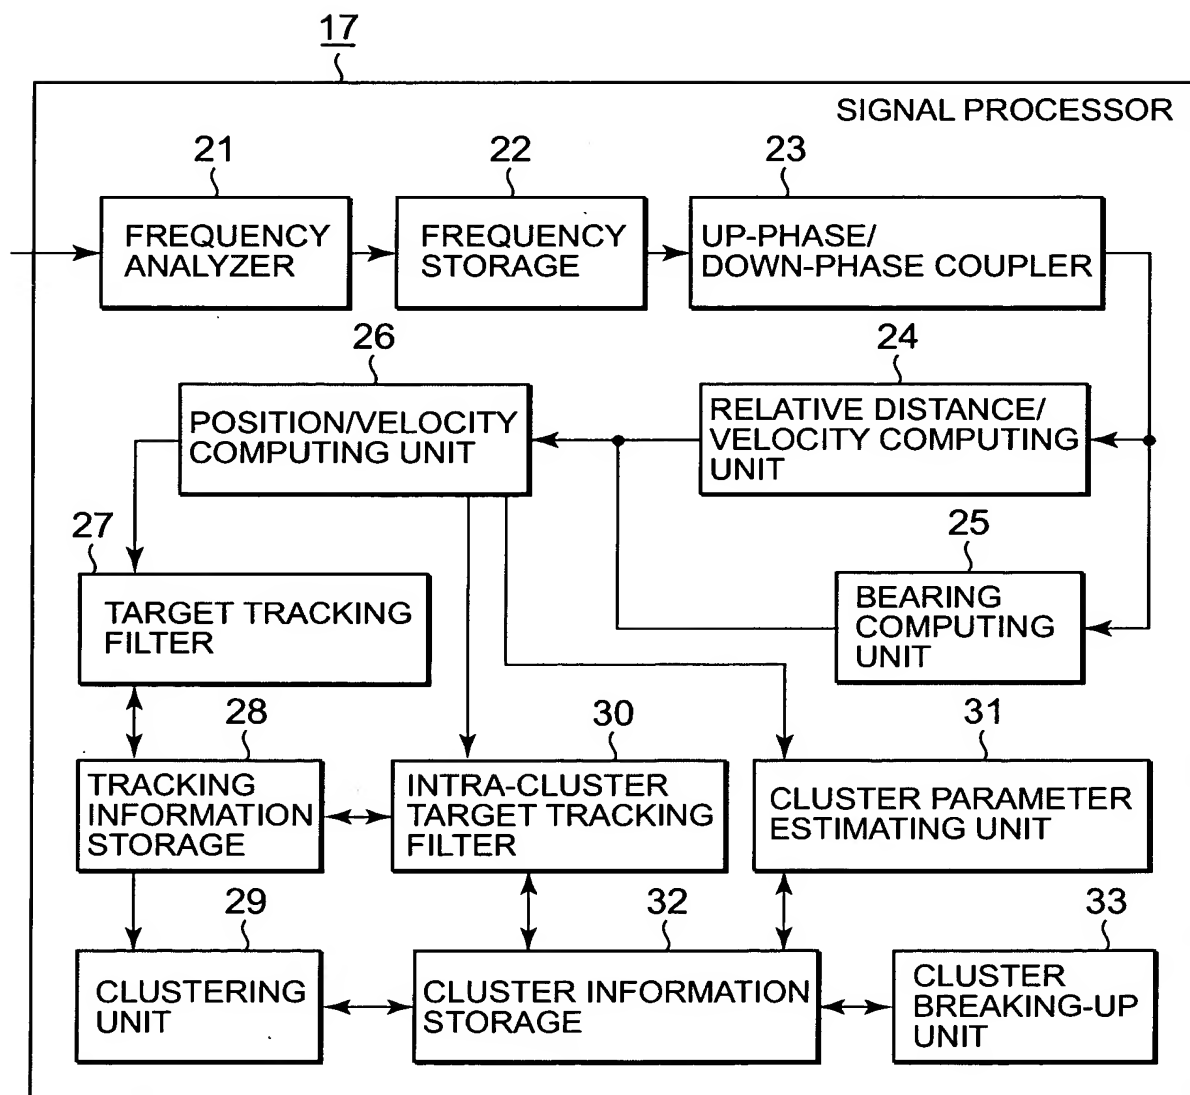 17
SIGNAL PROCESSOR
21
22
23
FREQUENCY
ANALYZER
FREQUENCY
STORAGE
UP-PHASE/
DOWN-PHASE COUPLER
26
24
POSITION/VELOCITY
COMPUTING UNIT
RELATIVE DISTANCE/
VELOCITY COMPUTING
UNIT
27
25
TARGET TRACKING
FILTER
BEARING
COMPUTING
UNIT
28
30
31
TRACKING
INFORMATION
STORAGE
INTRA-CLUSTER
TARGET TRACKING
FILTER
CLUSTER PARAMETER
ESTIMATING UNIT
29
32
33
CLUSTERING
UNIT
CLUSTER INFORMATION
STORAGE
CLUSTER
BREAKING-UP
UNIT